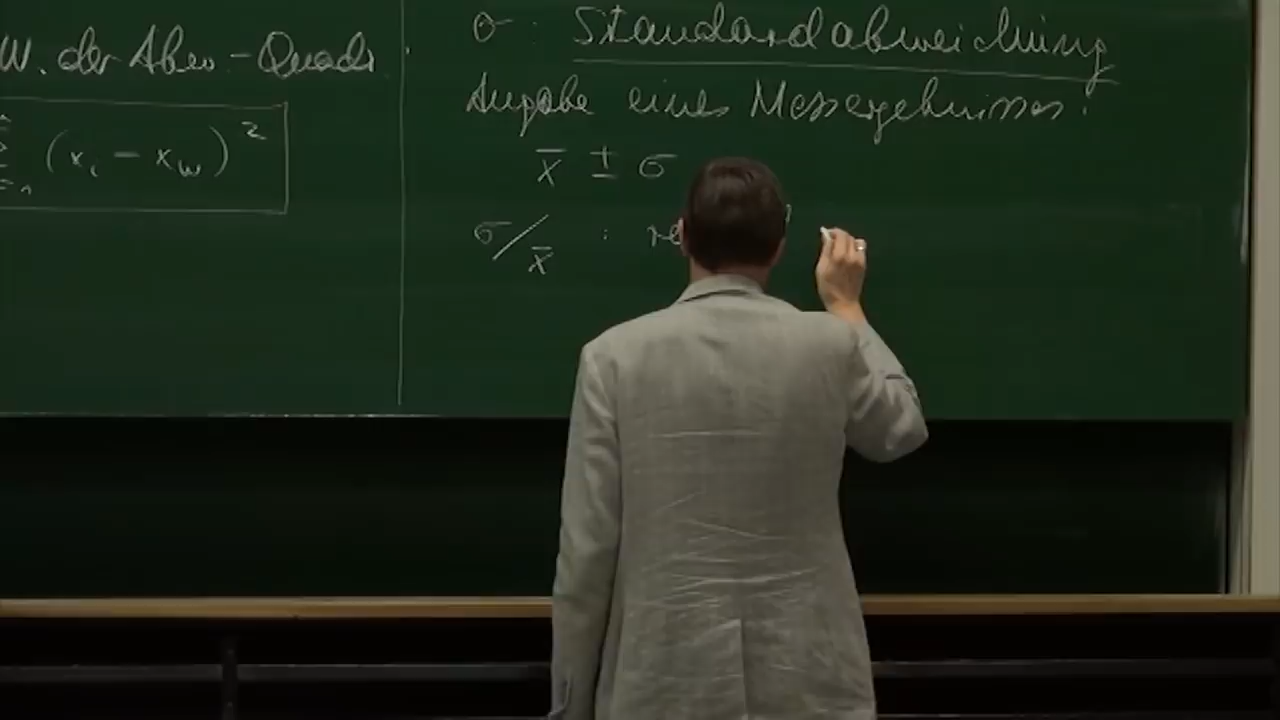 W. der Abw-Quadr.
Σ (xᵢ - x_w)²
σ : Standardabweichung
Angabe eines Messergebnisses:
x̅ ± σ
σ/x̅ : re